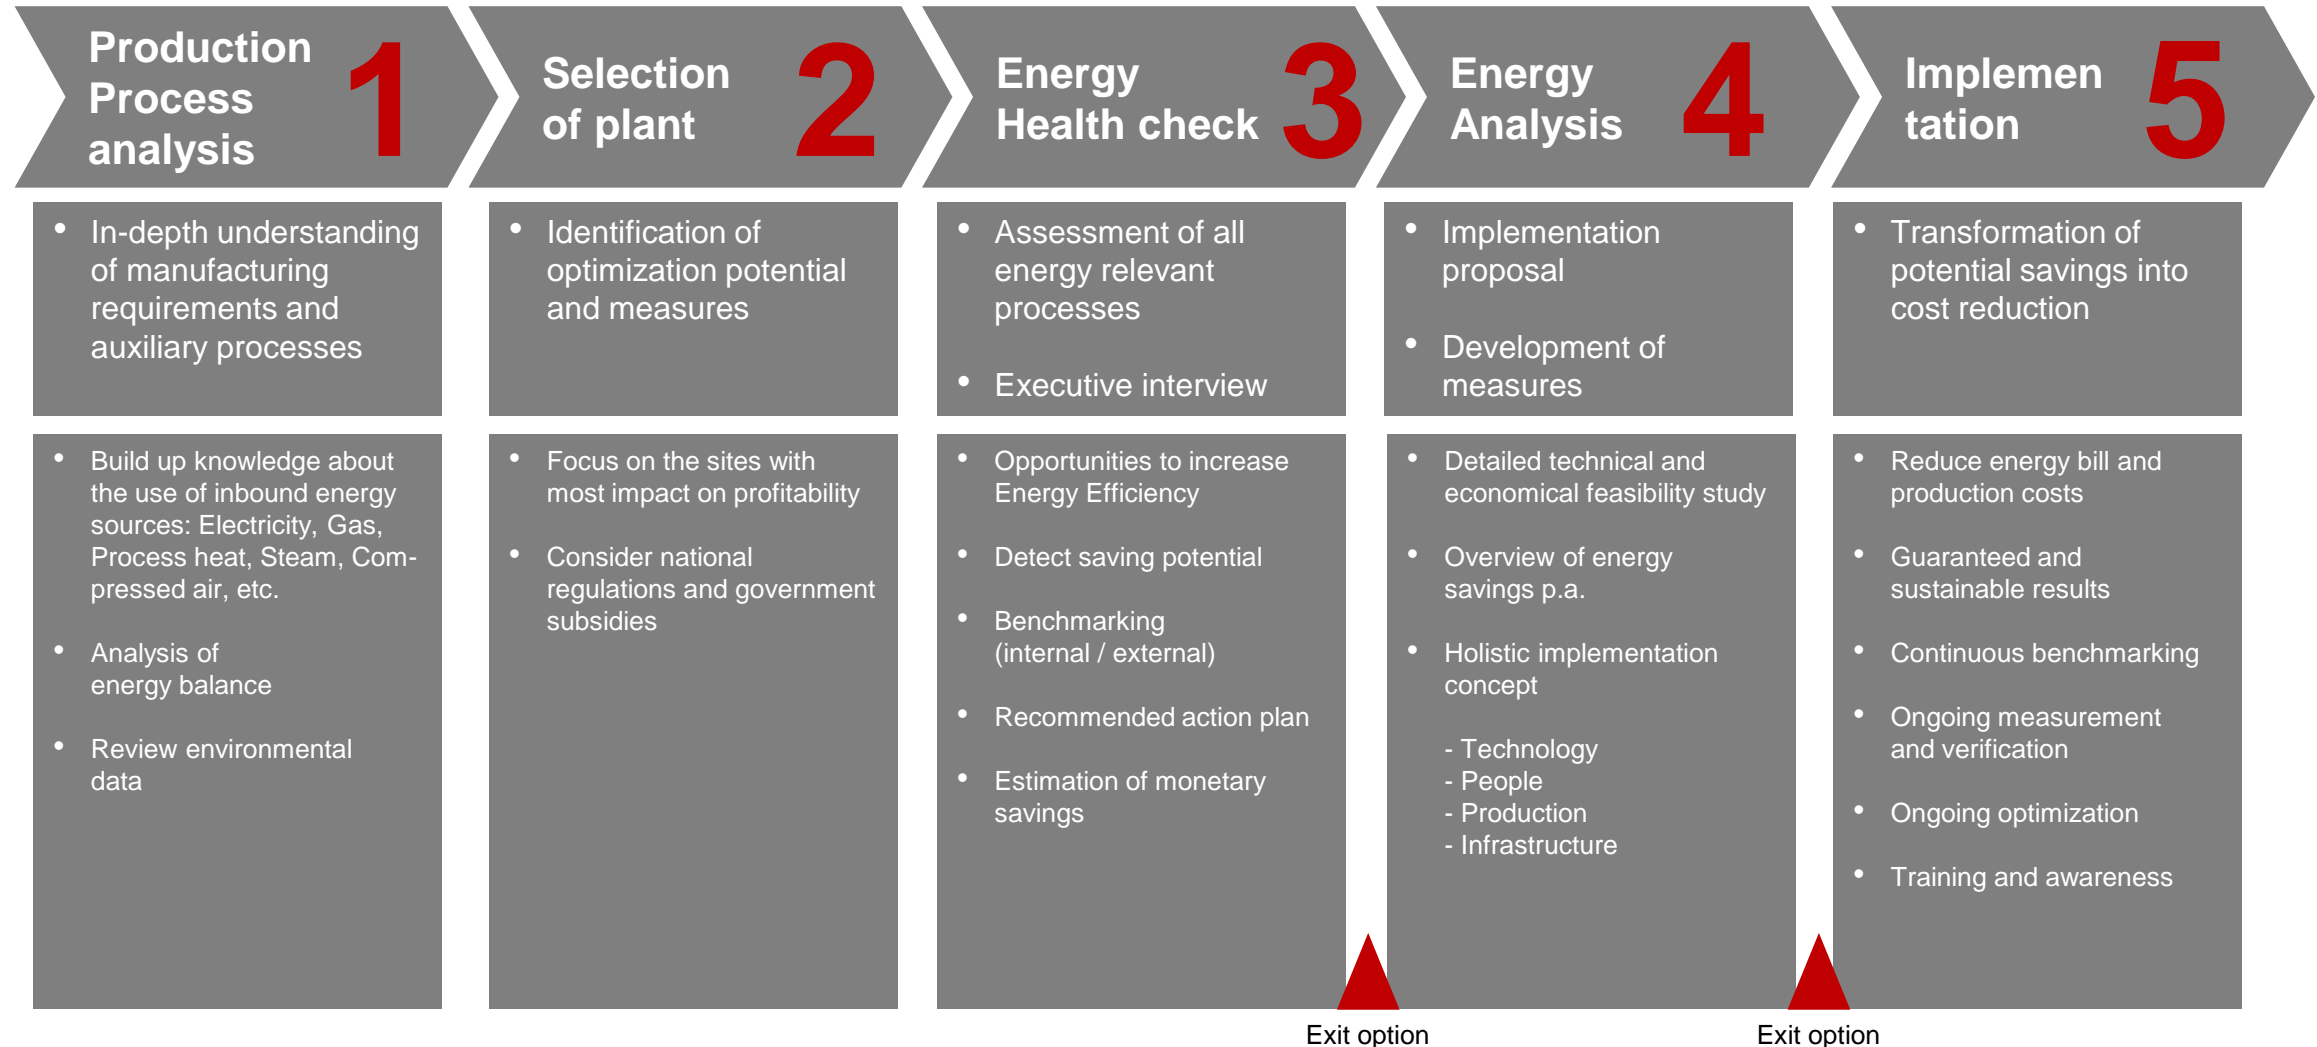 Production
Process
analysis
1
Selection
of plant
2
Energy
Health check
3
Energy
Analysis
4
Implemen
tation
5
• In-depth understanding
of manufacturing
requirements and
auxiliary processes
• Identification of
optimization potential
and measures
• Assessment of all
energy relevant
processes
• Executive interview
• Implementation
proposal
• Development of
measures
• Transformation of
potential savings into
cost reduction
• Build up knowledge about
the use of inbound energy
sources: Electricity, Gas,
Process heat, Steam, Com-
pressed air, etc.
• Analysis of
energy balance
• Review environmental
data
• Focus on the sites with
most impact on profitability
• Consider national
regulations and government
subsidies
• Opportunities to increase
Energy Efficiency
• Detect saving potential
• Benchmarking
(internal / external)
• Recommended action plan
• Estimation of monetary
savings
• Detailed technical and
economical feasibility study
• Overview of energy
savings p.a.
• Holistic implementation
concept
- Technology
- People
- Production
- Infrastructure
• Reduce energy bill and
production costs
• Guaranteed and
sustainable results
• Continuous benchmarking
• Ongoing measurement
and verification
• Ongoing optimization
• Training and awareness
Exit option
Exit option